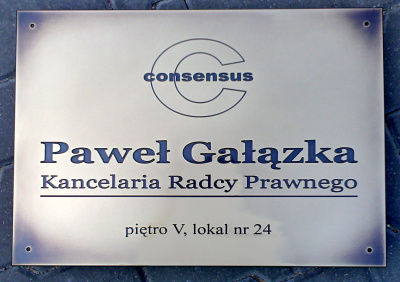 consensus
Paweł Gałązka
Kancelaria Radcy Prawnego
piętro V, lokal nr 24